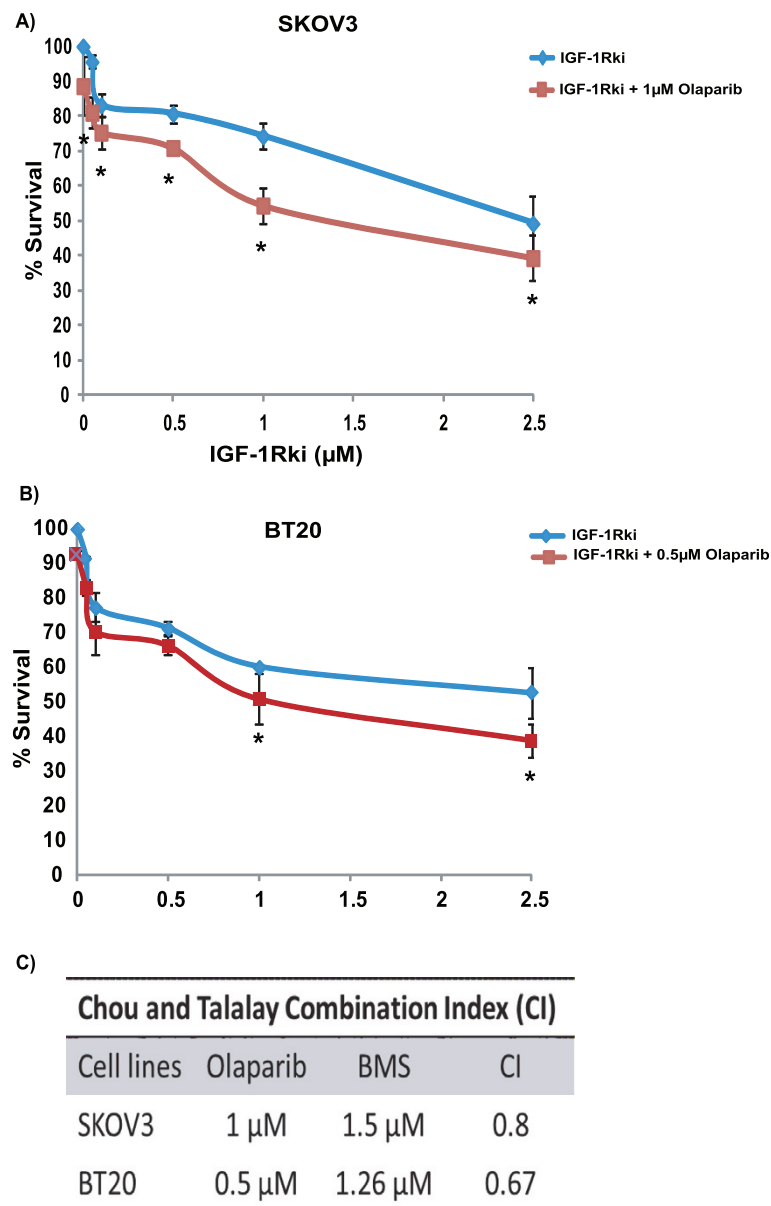 A)
SKOV3
100
90
80
70
60
50
40
30
20
10
0
% Survival
*
*
*
*
*
0 0.5 1 1.5 2 2.5
IGF-1Rki (µM)
IGF-1Rki
IGF-1Rki + 1µM Olaparib
B)
BT20
100
90
80
70
60
50
40
30
20
10
0
% Survival
*
*
0 0.5 1 1.5 2 2.5
IGF-1Rki
IGF-1Rki + 0.5µM Olaparib
C)
Chou and Talalay Combination Index (CI)
Cell lines Olaparib BMS CI
SKOV3 1 µM 1.5 µM 0.8
BT20 0.5 µM 1.26 µM 0.67